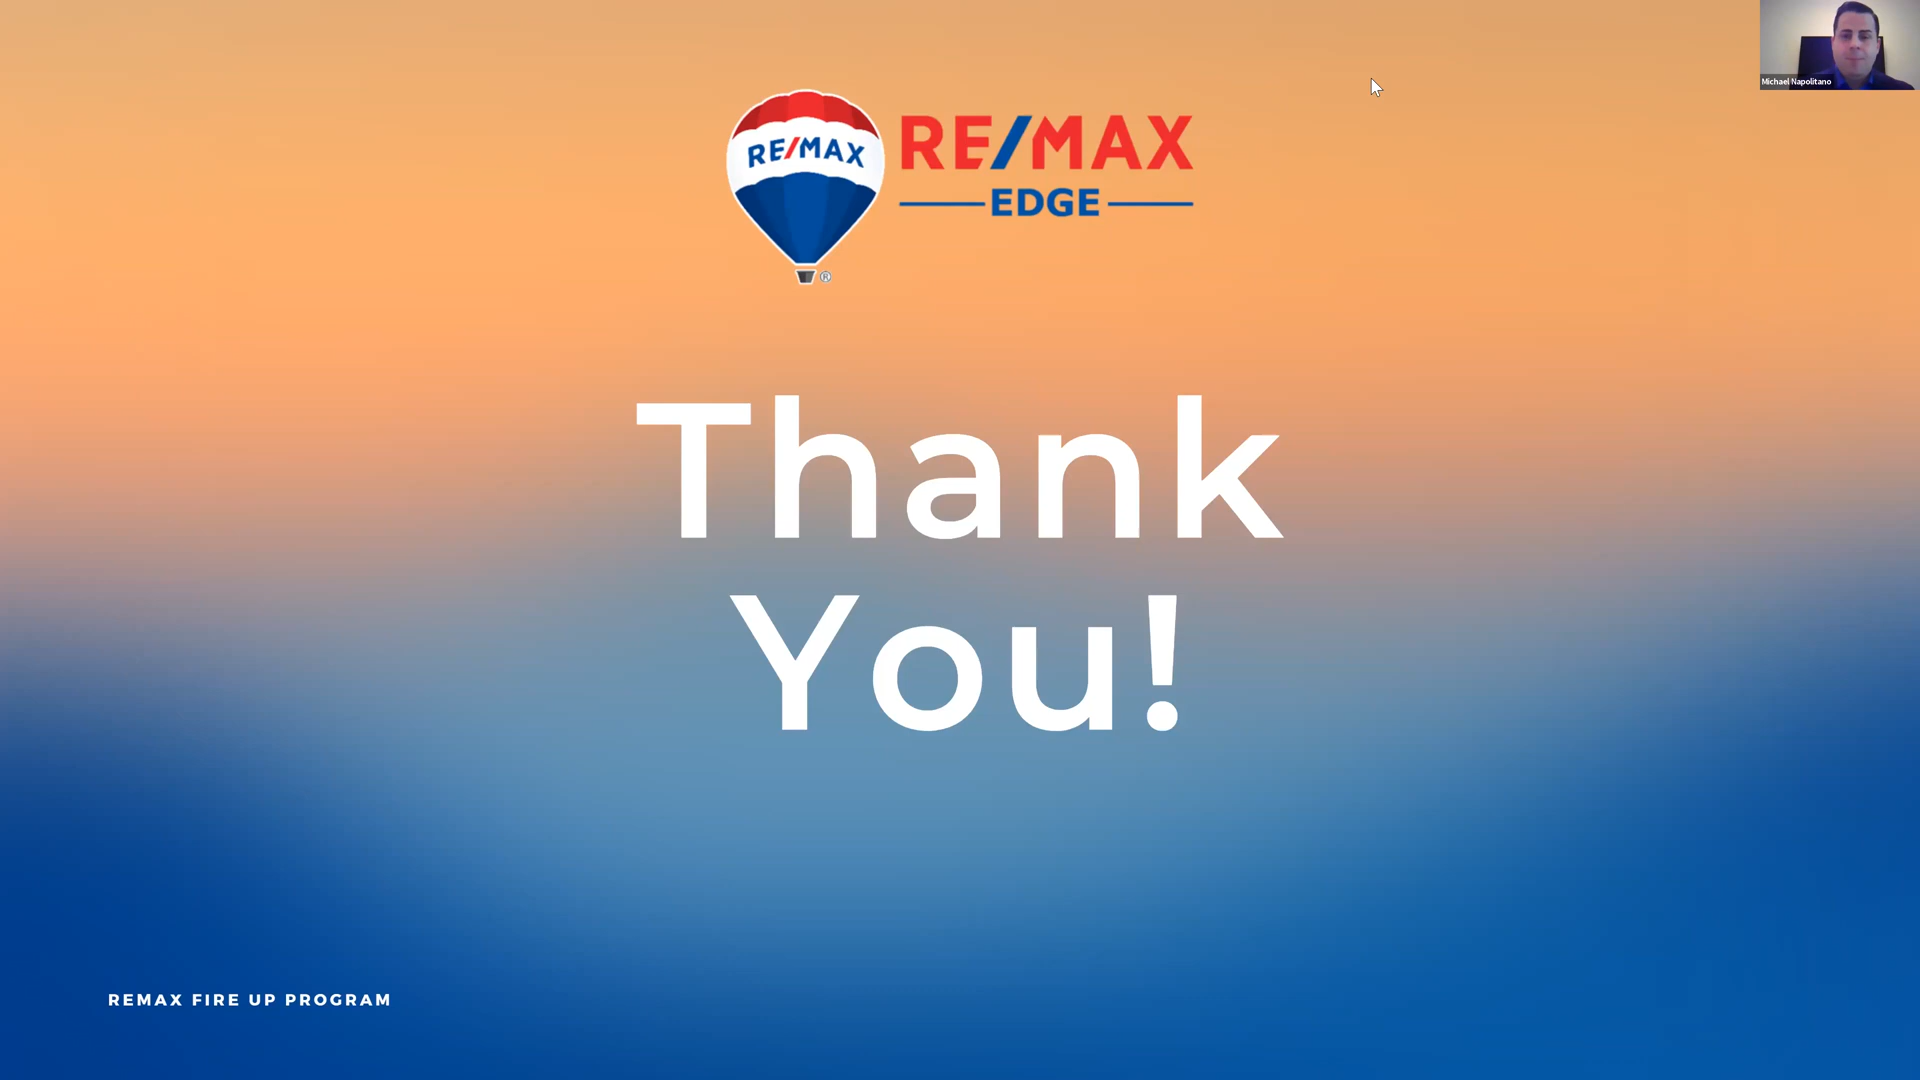 Michael Napolitano
RE/MAX
RE/MAX
EDGE
®
Thank
You!
REMAX FIRE UP PROGRAM